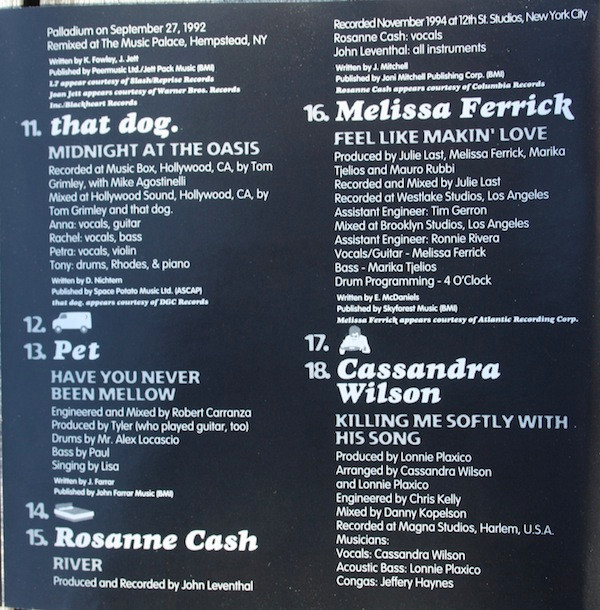 Palladium on September 27, 1992
Remixed at The Music Palace, Hempstead, NY
Written by K. Fowley, J. Jett
Published by Peermusic Ltd./Jett Pack Music (BMI)
L7 appear courtesy of Slash/Reprise Records
Joan Jett appears courtesy of Warner Bros. Records
Inc./Blackheart Records
11. that dog.
MIDNIGHT AT THE OASIS
Recorded at Music Box, Hollywood, CA, by Tom
Grimley, with Mike Agostinelli
Mixed at Hollywood Sound, Hollywood, CA, by
Tom Grimley and that dog.
Anna: vocals, guitar
Rachel: vocals, bass
Petra: vocals, violin
Tony: drums, Rhodes, & piano
Written by D. Nichtern
Published by Space Potato Music Ltd. (ASCAP)
that dog. appears courtesy of DGC Records
12.
13. Pet
HAVE YOU NEVER
BEEN MELLOW
Engineered and Mixed by Robert Carranza
Produced by Tyler (who played guitar, too)
Drums by Mr. Alex Locascio
Bass by Paul
Singing by Lisa
Written by J. Farrar
Published by John Farrar Music (BMI)
14.
15. Rosanne Cash
RIVER
Produced and Recorded by John Leventhal
Recorded November 1994 at 12th St. Studios, New York City
Rosanne Cash: vocals
John Leventhal: all instruments
Written by J. Mitchell
Published by Joni Mitchell Publishing Corp. (BMI)
Rosanne Cash appears courtesy of Columbia Records
16. Melissa Ferrick
FEEL LIKE MAKIN' LOVE
Produced by Julie Last, Melissa Ferrick, Marika
Tjelios and Mauro Rubbi
Recorded and Mixed by Julie Last
Recorded at Westlake Studios, Los Angeles
Assistant Engineer: Tim Gerron
Mixed at Brooklyn Studios, Los Angeles
Assistant Engineer: Ronnie Rivera
Vocals/Guitar - Melissa Ferrick
Bass - Marika Tjelios
Drum Programming - 4 O'Clock
Written by E. McDaniels
Published by Skyforest Music (BMI)
Melissa Ferrick appears courtesy of Atlantic Recording Corp.
17.
18. Cassandra
Wilson
KILLING ME SOFTLY WITH
HIS SONG
Produced by Lonnie Plaxico
Arranged by Cassandra Wilson
and Lonnie Plaxico
Engineered by Chris Kelly
Mixed by Danny Kopelson
Recorded at Magna Studios, Harlem, U.S.A.
Musicians:
Vocals: Cassandra Wilson
Acoustic Bass: Lonnie Plaxico
Congas: Jeffery Haynes